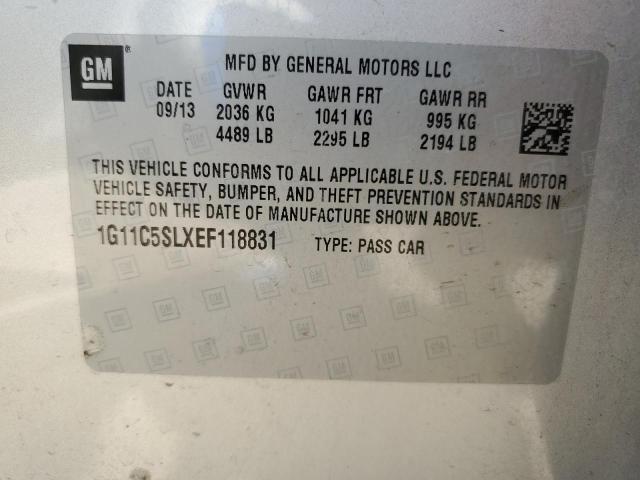 GM
MFD BY GENERAL MOTORS LLC
DATE GVWR GAWR FRT GAWR RR
09/13 2036 KG 1041 KG 995 KG
4489 LB 2295 LB 2194 LB
THIS VEHICLE CONFORMS TO ALL APPLICABLE U.S. FEDERAL MOTOR
VEHICLE SAFETY, BUMPER, AND THEFT PREVENTION STANDARDS IN
EFFECT ON THE DATE OF MANUFACTURE SHOWN ABOVE.
1G11C5SLXEF118831 TYPE: PASS CAR